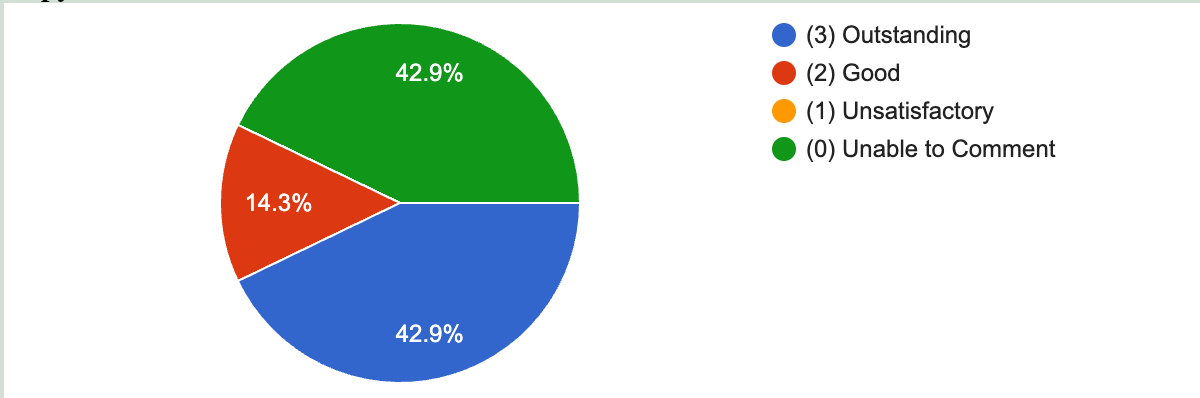 42.9%
14.3%
42.9%
(3) Outstanding
(2) Good
(1) Unsatisfactory
(0) Unable to Comment